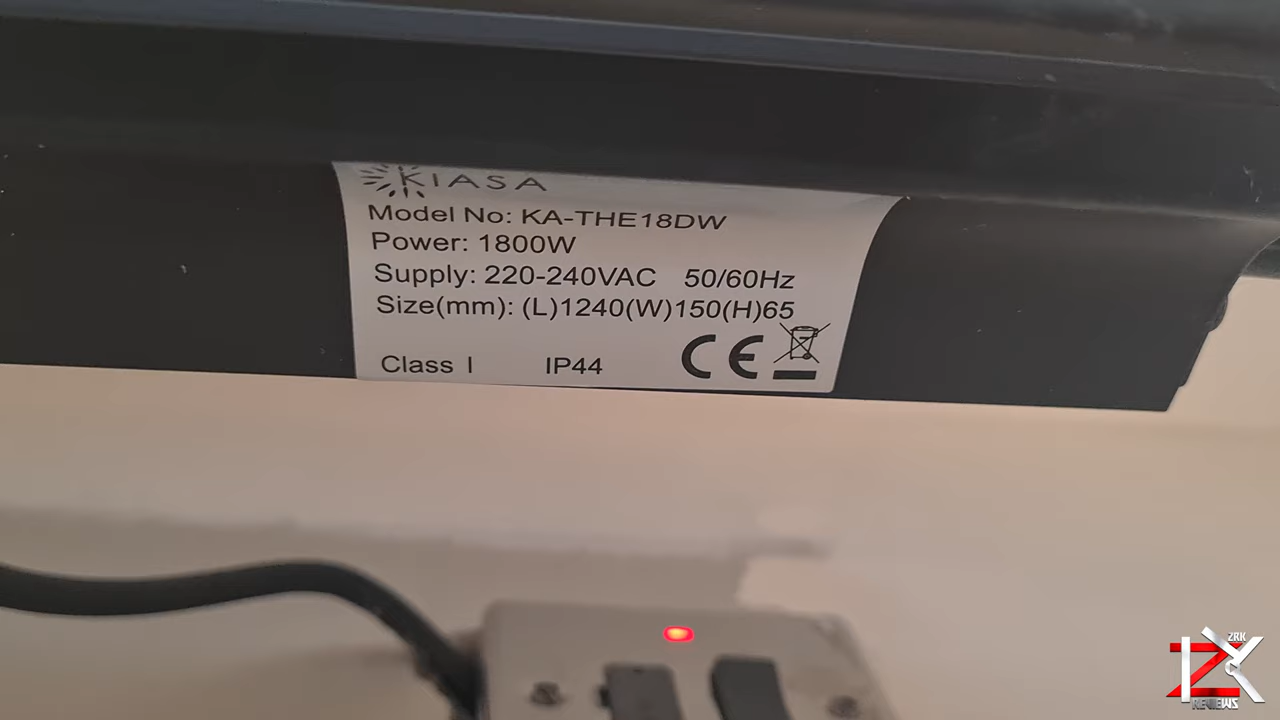 KIASA
Model No: KA-THE18DW
Power: 1800W
Supply: 220-240VAC 50/60Hz
Size(mm): (L)1240(W)150(H)65
Class I IP44 CE
ZRK
REVIEWS